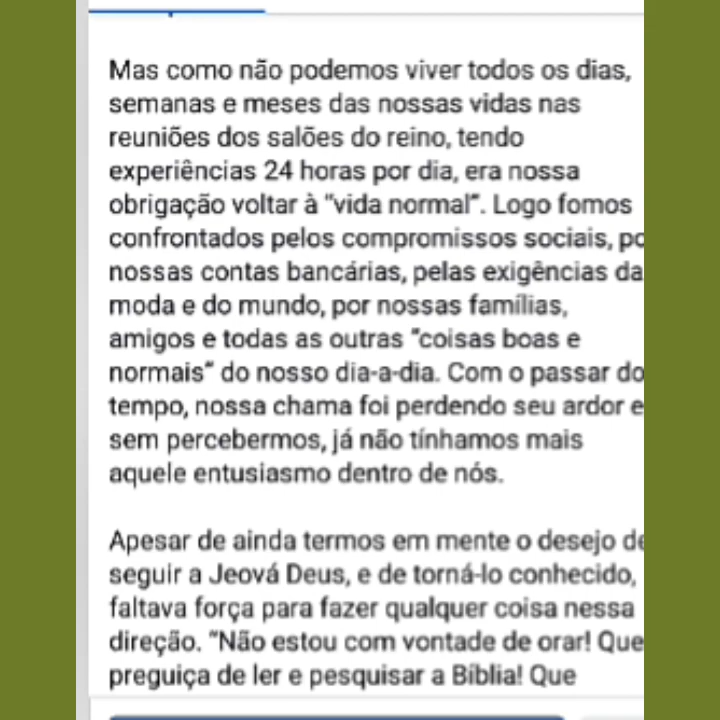 Mas como não podemos viver todos os dias,
semanas e meses das nossas vidas nas
reuniões dos salões do reino, tendo
experiências 24 horas por dia, era nossa
obrigação voltar à "vida normal". Logo fomos
confrontados pelos compromissos sociais, po
nossas contas bancárias, pelas exigências da
moda e do mundo, por nossas famílias,
amigos e todas as outras "coisas boas e
normais" do nosso dia-a-dia. Com o passar do
tempo, nossa chama foi perdendo seu ardor e
sem percebermos, já não tínhamos mais
aquele entusiasmo dentro de nós.
Apesar de ainda termos em mente o desejo de
seguir a Jeová Deus, e de torná-lo conhecido,
faltava força para fazer qualquer coisa nessa
direção. "Não estou com vontade de orar! Que
preguiça de ler e pesquisar a Bíblia! Que